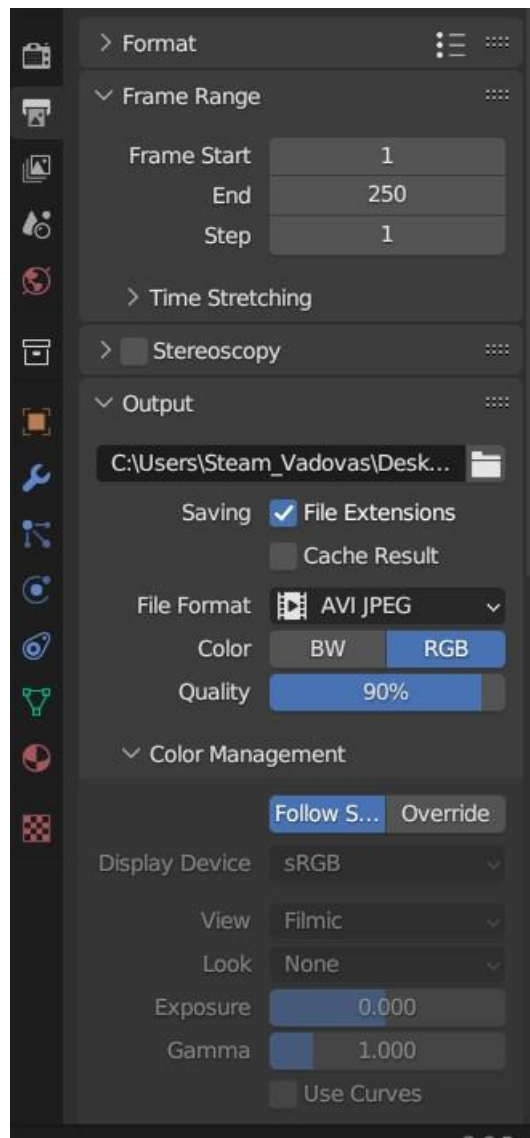 Format
Frame Range
Frame Start 1
End 250
Step 1
Time Stretching
Stereoscopy
Output
C:\Users\Steam_Vadovas\Desk...
Saving File Extensions
Cache Result
File Format AVI JPEG
Color BW RGB
Quality 90%
Color Management
Follow S... Override
Display Device sRGB
View Filmic
Look None
Exposure 0.000
Gamma 1.000
Use Curves